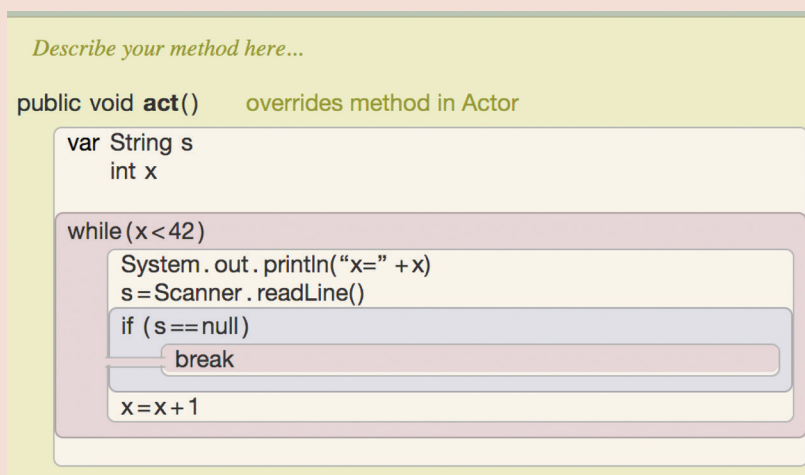 Describe your method here...
public void act() overrides method in Actor
var String s
int x
while(x<42)
System.out.println(“x=” +x)
s=Scanner.readLine()
if (s==null)
break
x=x+1